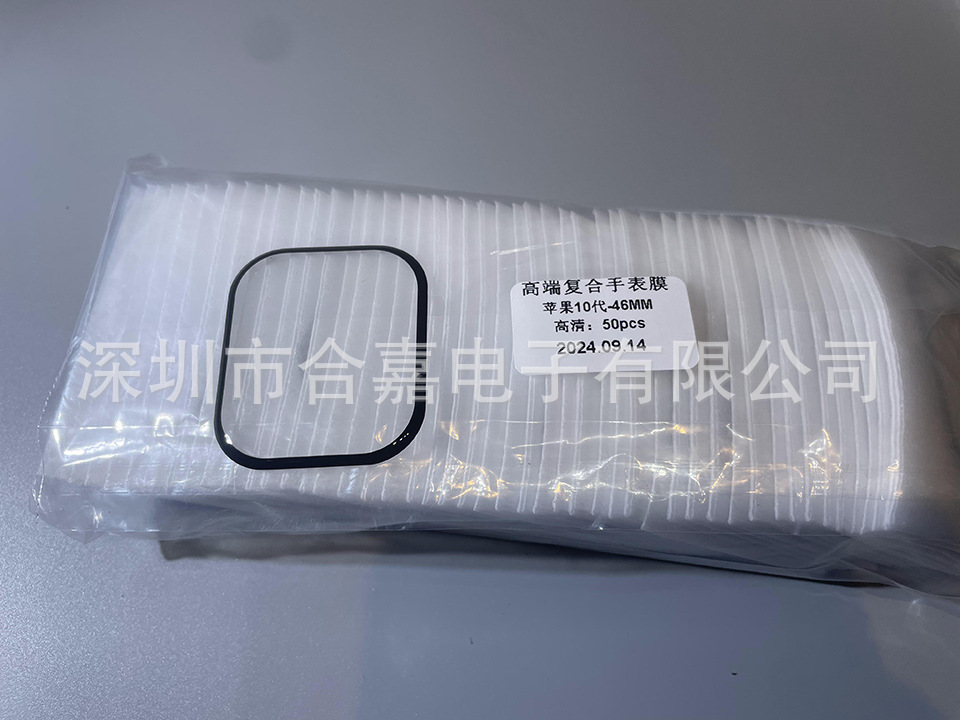 高端复合手表膜
苹果10代-46MM
高清：50pcs
2024.09.14
深圳市合嘉电子有限公司